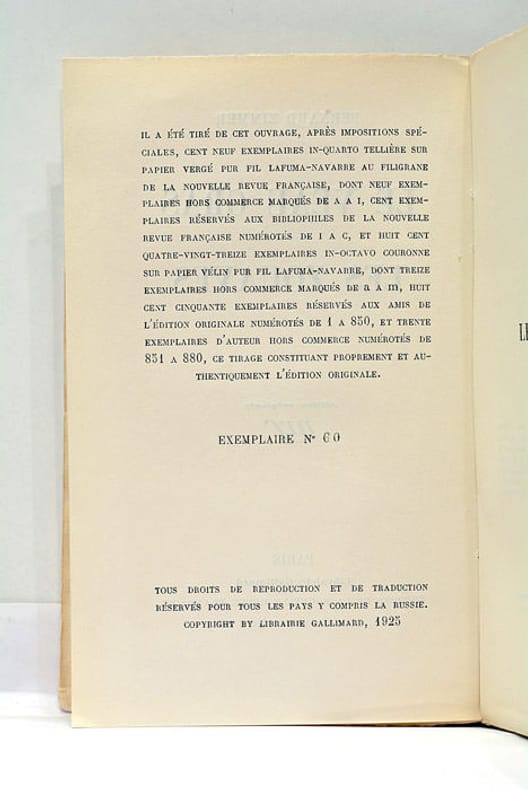 IL A ÉTÉ TIRÉ DE CET OUVRAGE, APRÈS IMPOSITIONS SPÉ-
CIALES, CENT NEUF EXEMPLAIRES IN-QUARTO TELLIÈRE SUR
PAPIER VERGÉ PUR FIL LAFUMA-NAVARRE AU FILIGRANE
DE LA NOUVELLE REVUE FRANÇAISE, DONT NEUF EXEM-
PLAIRES HORS COMMERCE MARQUÉS DE A A I, CENT EXEM-
PLAIRES RÉSERVÉS AUX BIBLIOPHILES DE LA NOUVELLE
REVUE FRANÇAISE NUMÉROTÉS DE I A C, ET HUIT CENT
QUATRE-VINGT-TREIZE EXEMPLAIRES IN-OCTAVO COURONNE
SUR PAPIER VÉLIN PUR FIL LAFUMA-NAVARRE, DONT TREIZE
EXEMPLAIRES HORS COMMERCE MARQUÉS DE a A m, HUIT
CENT CINQUANTE EXEMPLAIRES RÉSERVÉS AUX AMIS DE
L'ÉDITION ORIGINALE NUMÉROTÉS DE 1 A 850, ET TRENTE
EXEMPLAIRES D'AUTEUR HORS COMMERCE NUMÉROTÉS DE
851 A 880, CE TIRAGE CONSTITUANT PROPREMENT ET AU-
THENTIQUEMENT L'ÉDITION ORIGINALE.
EXEMPLAIRE N° 60
TOUS DROITS DE REPRODUCTION ET DE TRADUCTION
RÉSERVÉS POUR TOUS LES PAYS Y COMPRIS LA RUSSIE.
COPYRIGHT BY LIBRAIRIE GALLIMARD, 1925